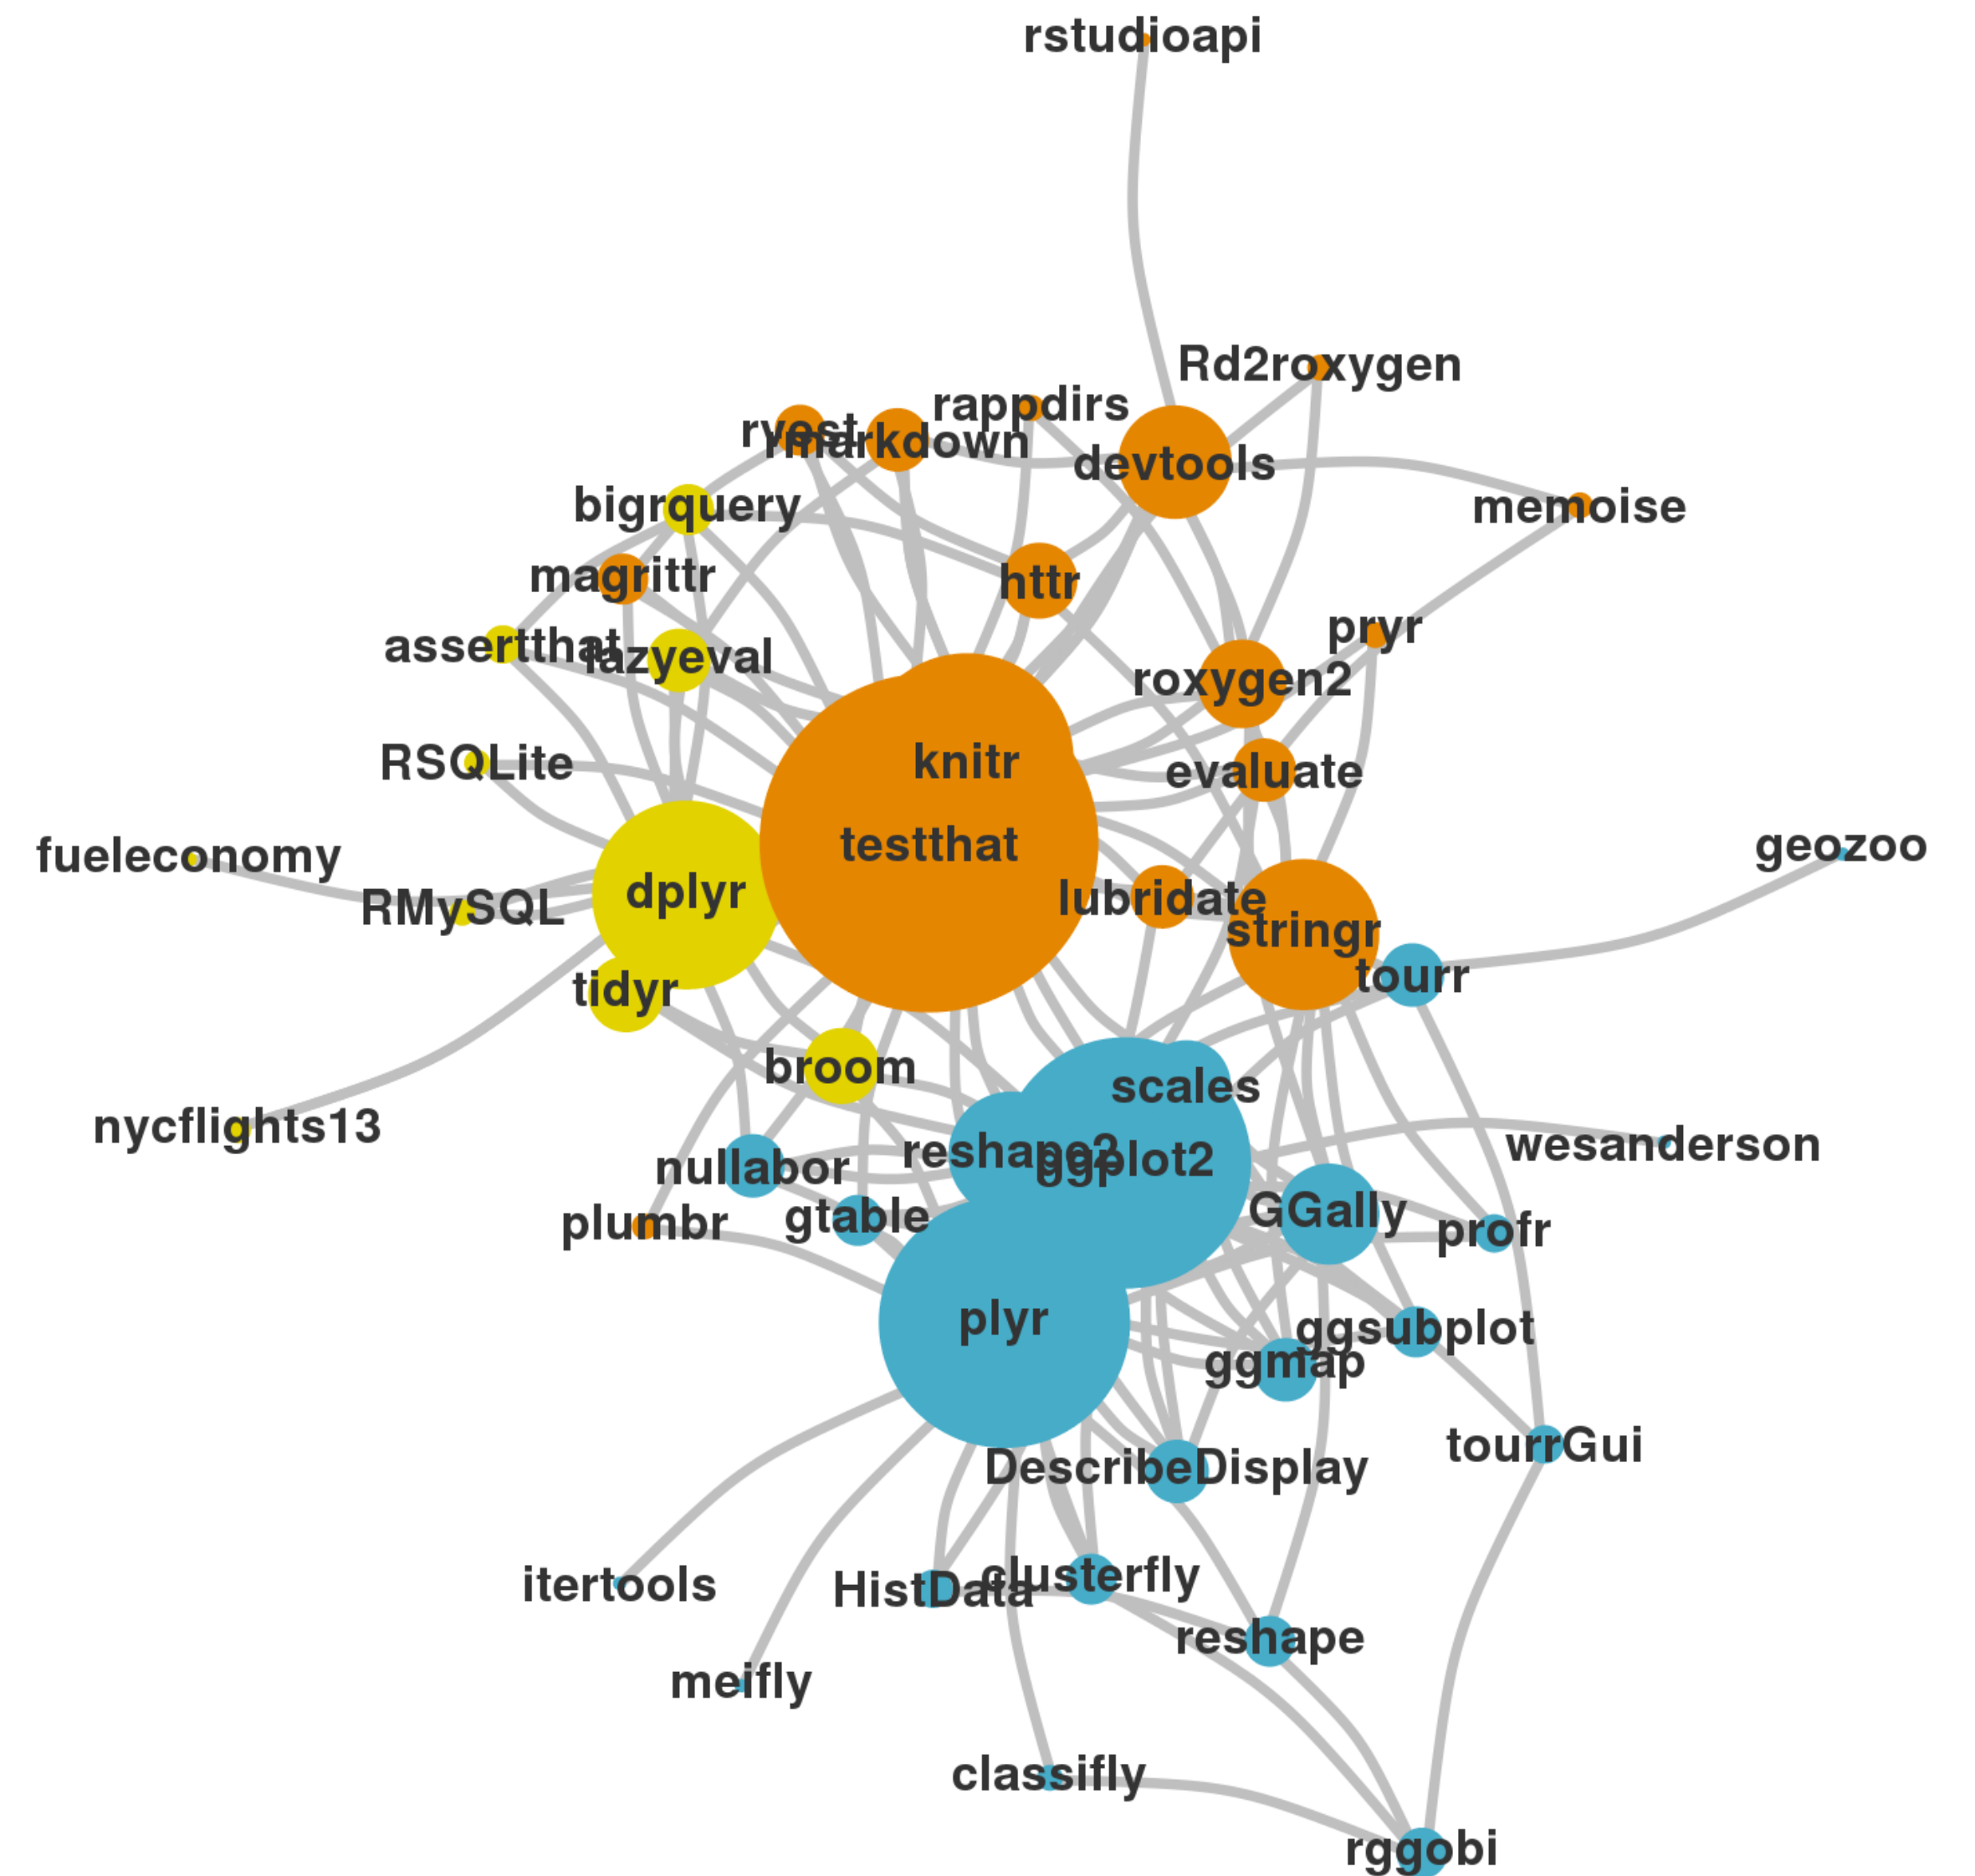 rstudioapi
Rd2roxygen
rappdirs
rvest
rmarkdown
devtools
bigrquery
memoise
magrittr
httr
pryr
assertthat
lazyeval
roxygen2
RSQLite
knitr
evaluate
testthat
geozoo
fueleconomy
dplyr
lubridate
RMySQL
stringr
tourr
tidyr
broom
scales
nycflights13
wesanderson
reshape2
ggplot2
nullabor
gtable
GGally
plumbr
profr
plyr
ggsubplot
ggmap
tourrGui
DescribeDisplay
clusterfly
itertools
HistData
reshape
meifly
classifly
rggobi